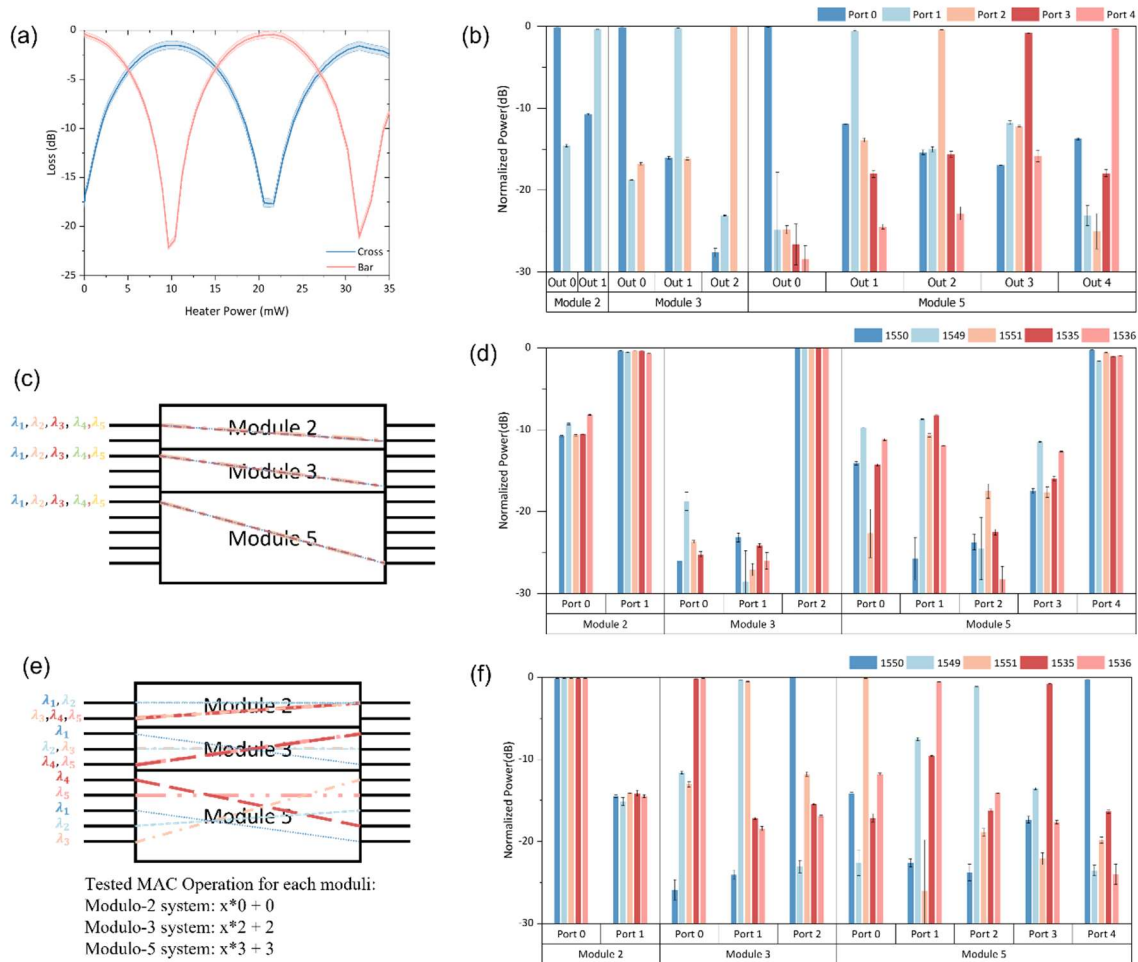 (a)
0
-5
-10
-15
-20
-25
Loss (dB)
Cross
Bar
0 5 10 15 20 25 30 35
Heater Power (mW)
(b)
Port 0 Port 1 Port 2 Port 3 Port 4
0
-10
-20
-30
Normalized Power(dB)
Out 0 Out 1 Out 0 Out 1 Out 2 Out 0 Out 1 Out 2 Out 3 Out 4
Module 2 Module 3 Module 5
(c)
λ₁, λ₂, λ₃, λ₄, λ₅
Module 2
λ₁, λ₂, λ₃, λ₄, λ₅
Module 3
λ₁, λ₂, λ₃, λ₄, λ₅
Module 5
(d)
1550 1549 1551 1535 1536
0
-10
-20
-30
Normalized Power(dB)
Port 0 Port 1 Port 0 Port 1 Port 2 Port 0 Port 1 Port 2 Port 3 Port 4
Module 2 Module 3 Module 5
(e)
λ₁, λ₂
Module 2
λ₃, λ₄, λ₅
λ₁
λ₂, λ₃
Module 3
λ₄, λ₅
λ₄
λ₅
λ₁
Module 5
λ₂
λ₃
Tested MAC Operation for each moduli:
Modulo-2 system: x*0 + 0
Modulo-3 system: x*2 + 2
Modulo-5 system: x*3 + 3
(f)
1550 1549 1551 1535 1536
0
-10
-20
-30
Normalized Power(dB)
Port 0 Port 1 Port 0 Port 1 Port 2 Port 0 Port 1 Port 2 Port 3 Port 4
Module 2 Module 3 Module 5